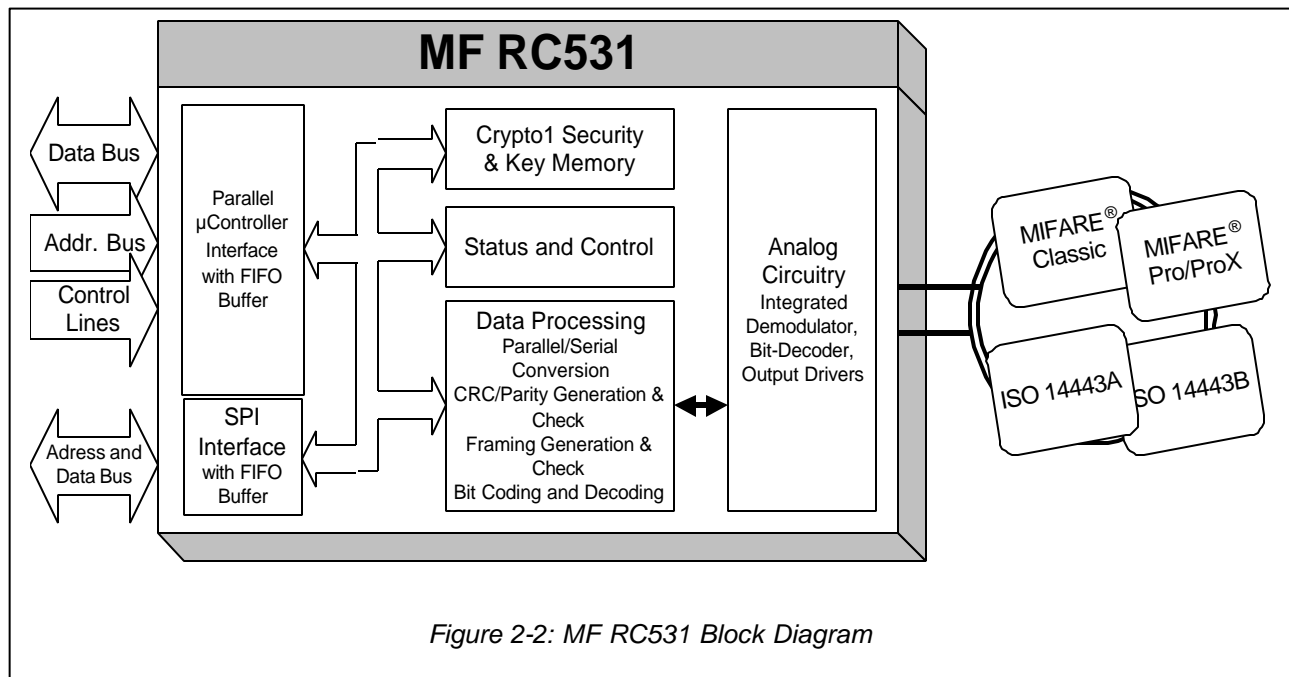 MF RC531
Data Bus
Addr. Bus
Control
Lines
Adress and
Data Bus
Parallel
µController
Interface
with FIFO
Buffer
SPI
Interface
with FIFO
Buffer
Crypto1 Security
& Key Memory
Status and Control
Data Processing
Parallel/Serial
Conversion
CRC/Parity Generation &
Check
Framing Generation &
Check
Bit Coding and Decoding
Analog
Circuitry
Integrated
Demodulator,
Bit-Decoder,
Output Drivers
MIFARE®
Classic
MIFARE®
Pro/ProX
ISO 14443A
SO 14443B
Figure 2-2: MF RC531 Block Diagram